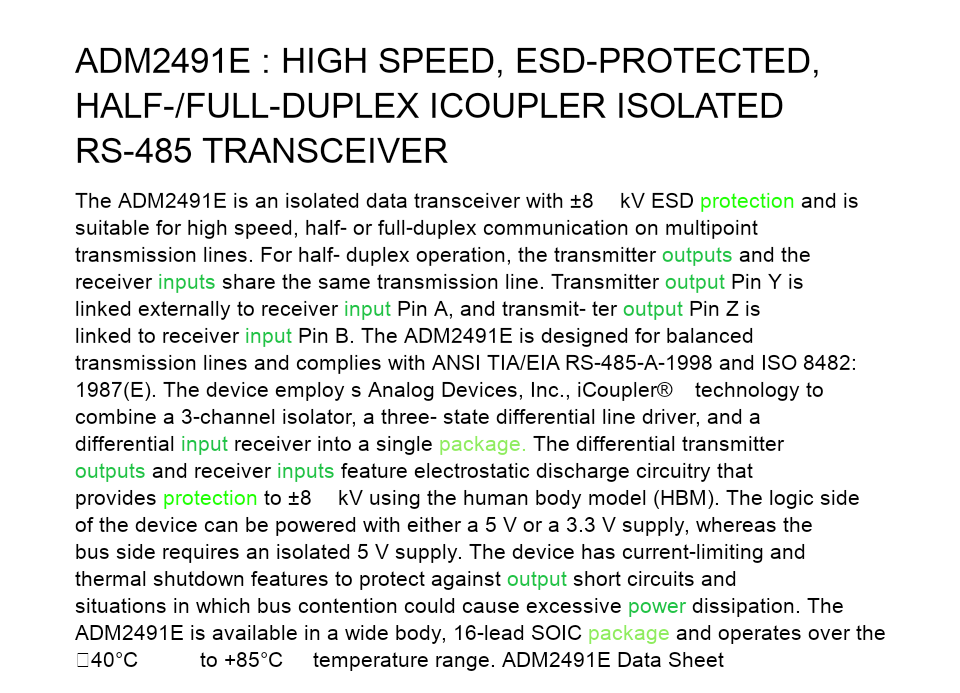 ADM2491E : HIGH SPEED, ESD-PROTECTED,
HALF-/FULL-DUPLEX ICOUPLER ISOLATED
RS-485 TRANSCEIVER
The ADM2491E is an isolated data transceiver with ±8 kV ESD protection and is
suitable for high speed, half- or full-duplex communication on multipoint
transmission lines. For half- duplex operation, the transmitter outputs and the
receiver inputs share the same transmission line. Transmitter output Pin Y is
linked externally to receiver input Pin A, and transmit- ter output Pin Z is
linked to receiver input Pin B. The ADM2491E is designed for balanced
transmission lines and complies with ANSI TIA/EIA RS-485-A-1998 and ISO 8482:
1987(E). The device employ s Analog Devices, Inc., iCoupler® technology to
combine a 3-channel isolator, a three- state differential line driver, and a
differential input receiver into a single package. The differential transmitter
outputs and receiver inputs feature electrostatic discharge circuitry that
provides protection to ±8 kV using the human body model (HBM). The logic side
of the device can be powered with either a 5 V or a 3.3 V supply, whereas the
bus side requires an isolated 5 V supply. The device has current-limiting and
thermal shutdown features to protect against output short circuits and
situations in which bus contention could cause excessive power dissipation. The
ADM2491E is available in a wide body, 16-lead SOIC package and operates over the
□40°C to +85°C temperature range. ADM2491E Data Sheet